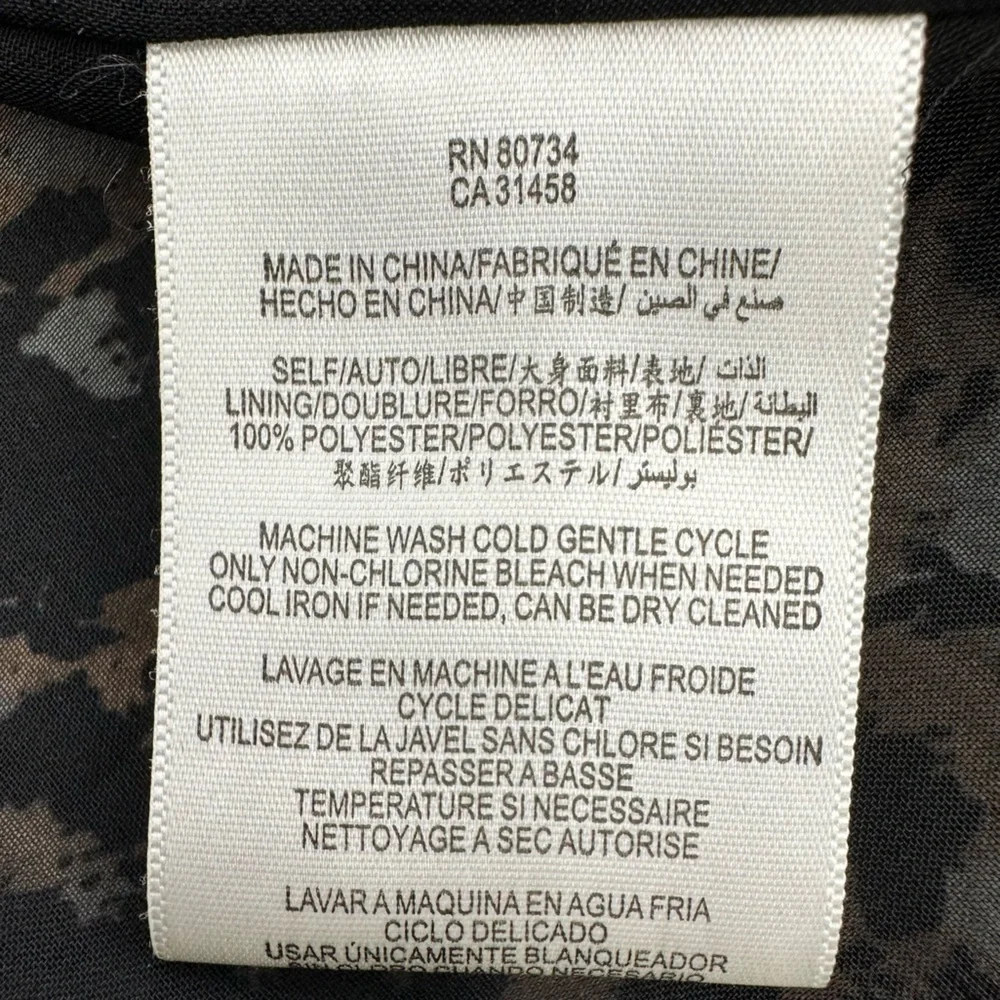 RN 80734
CA 31458
MADE IN CHINA/FABRIQUÉ EN CHINE/
HECHO EN CHINA/中国制造/ صنع في الصين
SELF/AUTO/LIBRE/大身面料/表地/ الذات
LINING/DOUBLURE/FORRO/衬里布/裏地/ البطانة
100% POLYESTER/POLYESTER/POLIÉSTER/
聚酯纤维/ポリエステル/ بوليستر
MACHINE WASH COLD GENTLE CYCLE
ONLY NON-CHLORINE BLEACH WHEN NEEDED
COOL IRON IF NEEDED, CAN BE DRY CLEANED
LAVAGE EN MACHINE A L'EAU FROIDE
CYCLE DELICAT
UTILISEZ DE LA JAVEL SANS CHLORE SI BESOIN
REPASSER A BASSE
TEMPERATURE SI NECESSAIRE
NETTOYAGE A SEC AUTORISE
LAVAR A MAQUINA EN AGUA FRIA
CICLO DELICADO
USAR ÚNICAMENTE BLANQUEADOR
SIN CLORO CUANDO NECESARIO